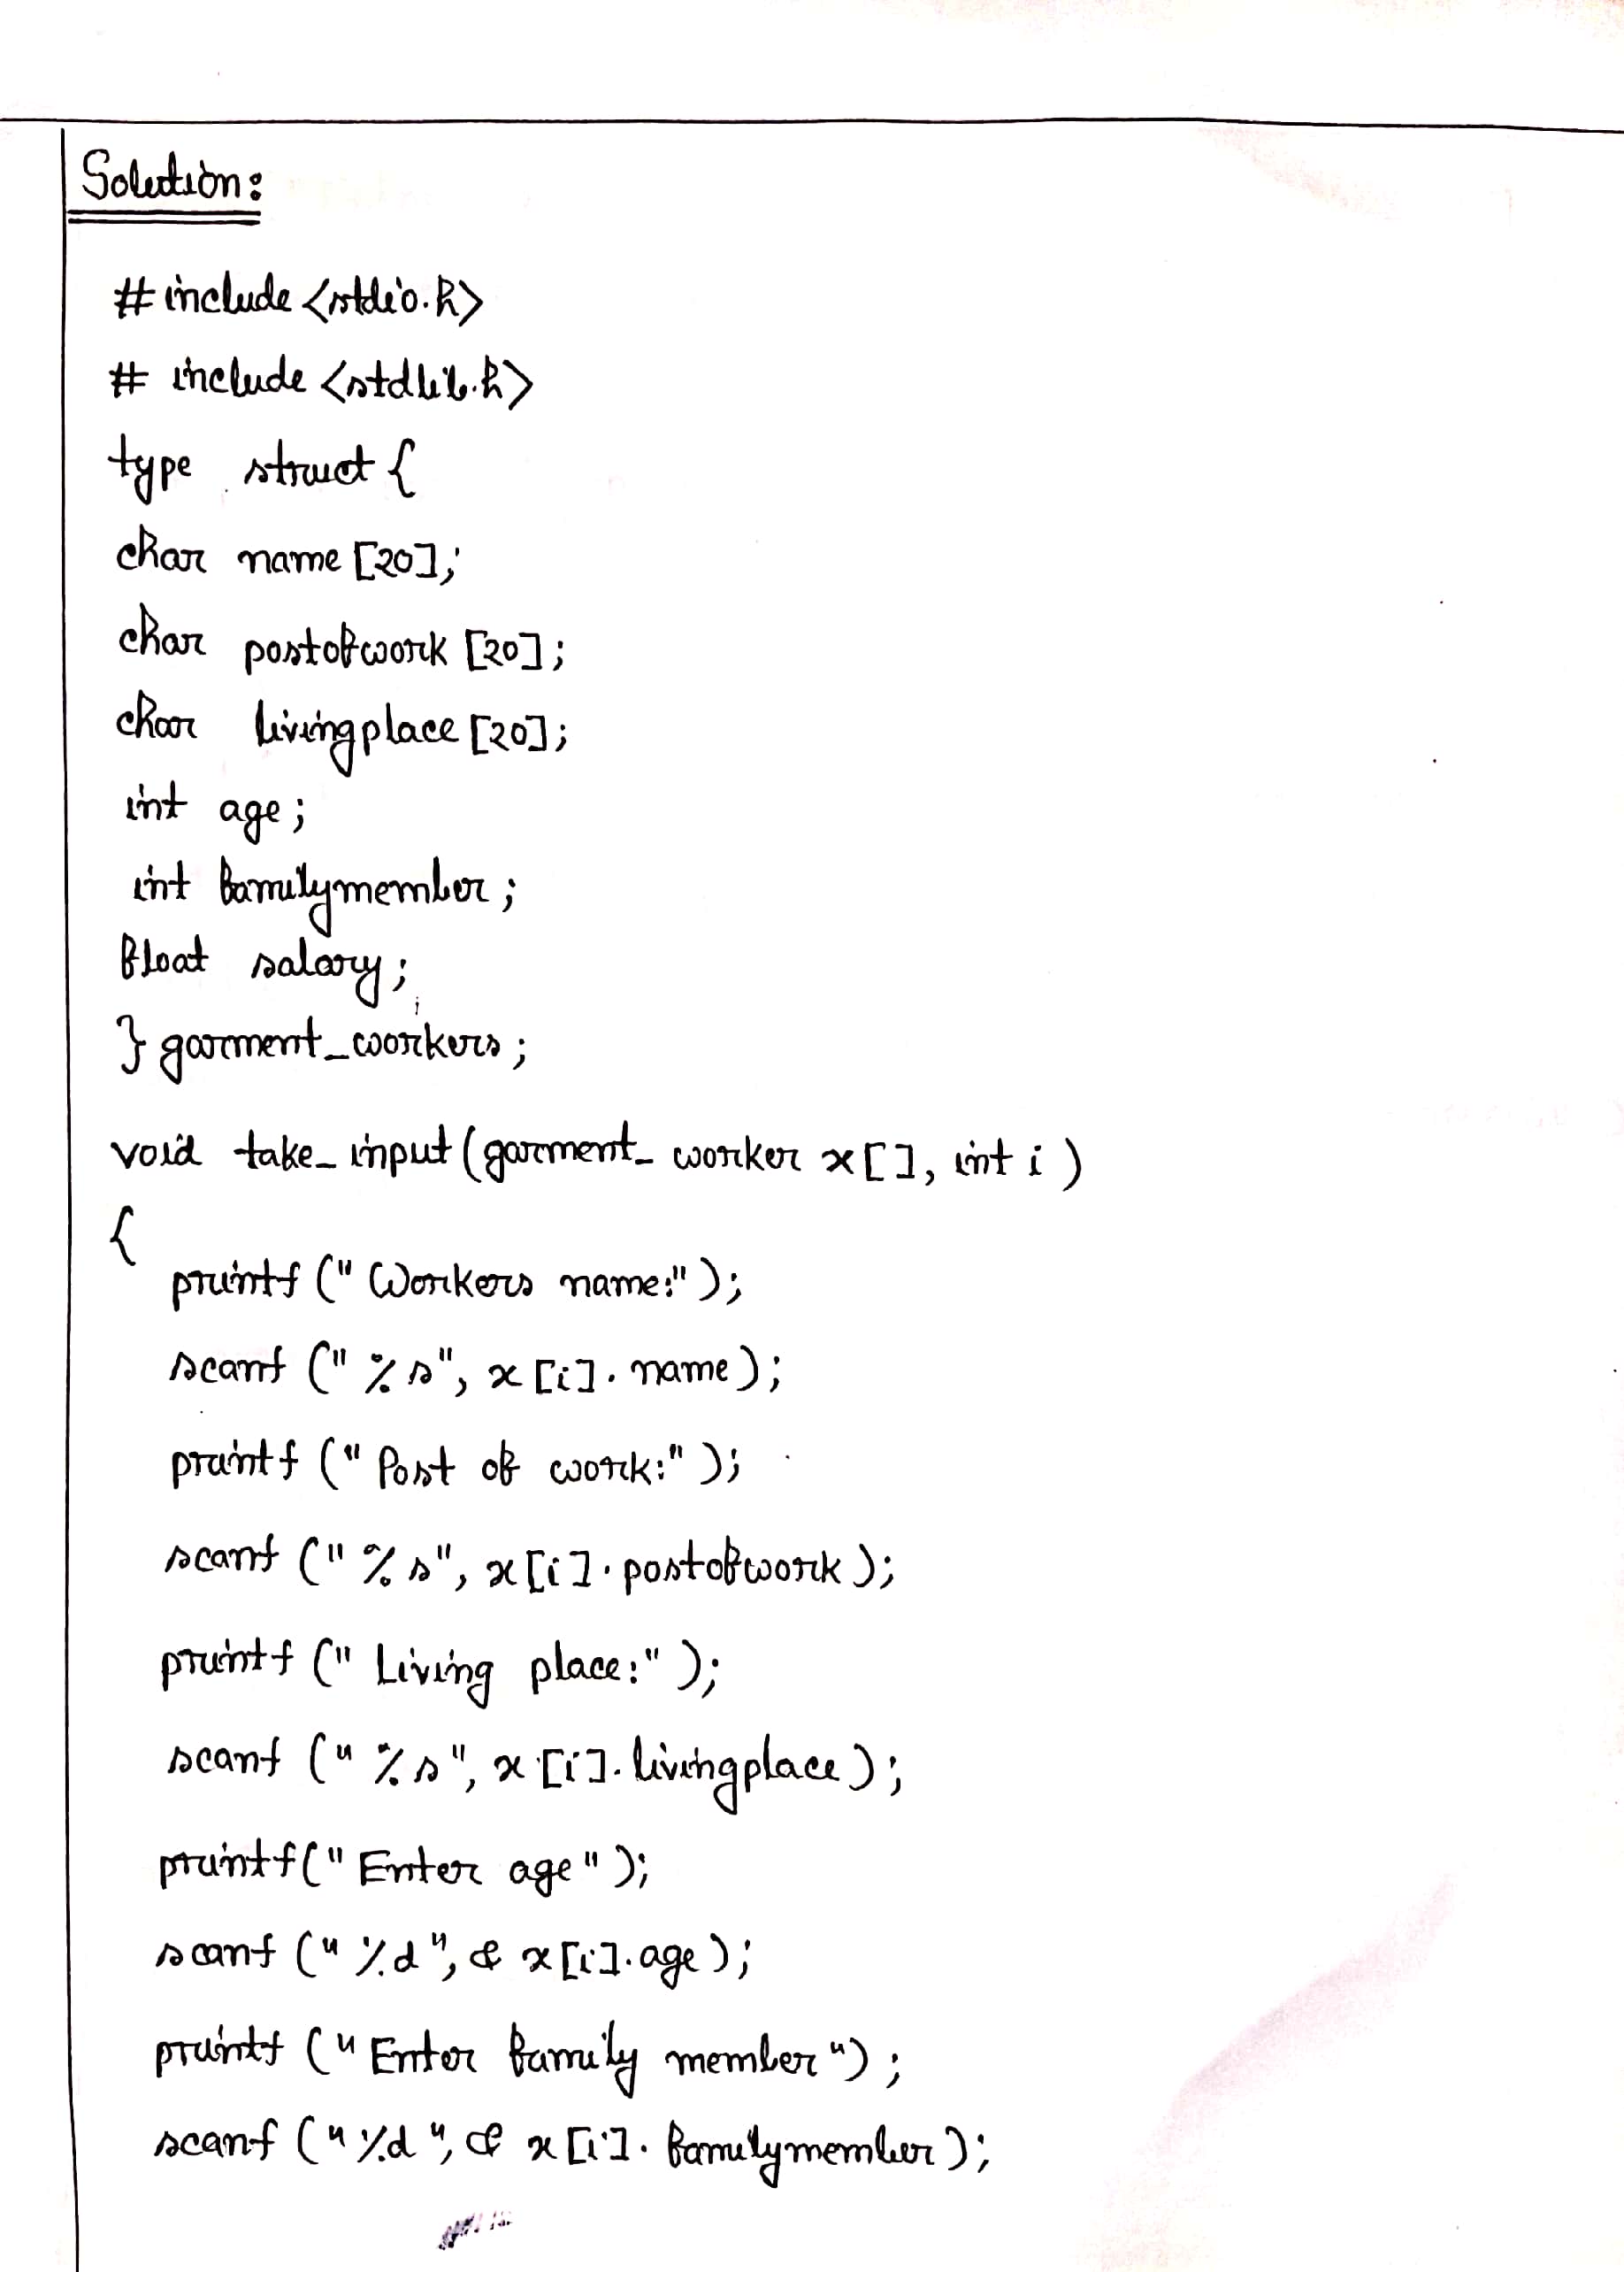 Solution:
#include <stdio.h>
# include <stdlib.h>
type struct {
char name [20];
char postofwork [20];
char livingplace [20];
int age;
int familymember;
float salary;
} garment_workers;
void take_input (garment_ worker x[], int i)
{
printf (" Workers name:");
scanf (" %s", x [i]. name);
printf (" Post of work:");
scanf (" %s", x [i]. postofwork);
printf (" Living place:");
scanf (" %s", x [i]. livingplace);
printf(" Enter age");
scanf (" %d", & x [i]. age);
printf (" Enter family member");
scanf (" %d", & x [i]. familymember);